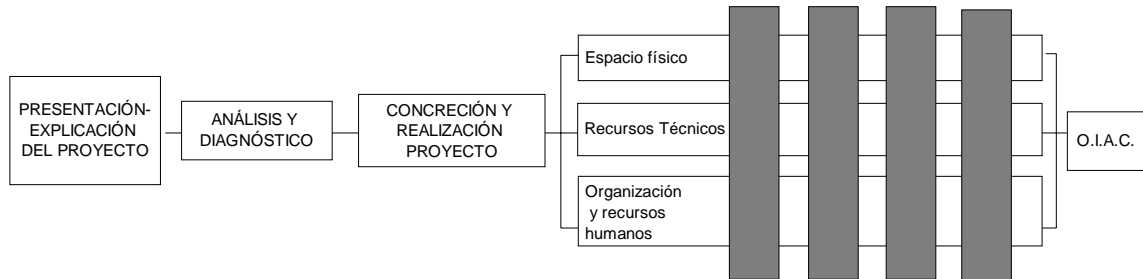 PRESENTACIÓN-
EXPLICACIÓN
DEL PROYECTO
ANÁLISIS Y
DIAGNÓSTICO
CONCRECIÓN Y
REALIZACIÓN
PROYECTO
Espacio físico
Recursos Técnicos
Organización
y recursos
humanos
O.I.A.C.